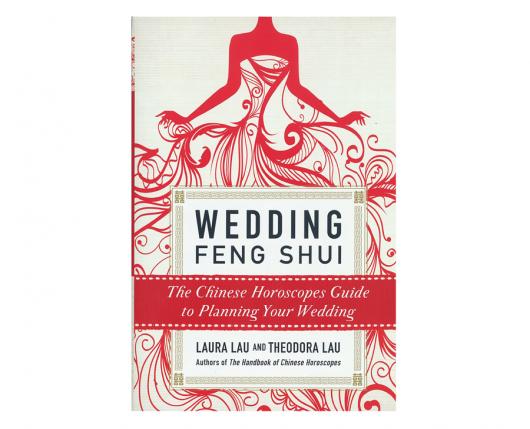 WEDDING
FENG SHUI
The Chinese Horoscopes Guide
to Planning Your Wedding
LAURA LAU AND THEODORA LAU
Authors of The Handbook of Chinese Horoscopes